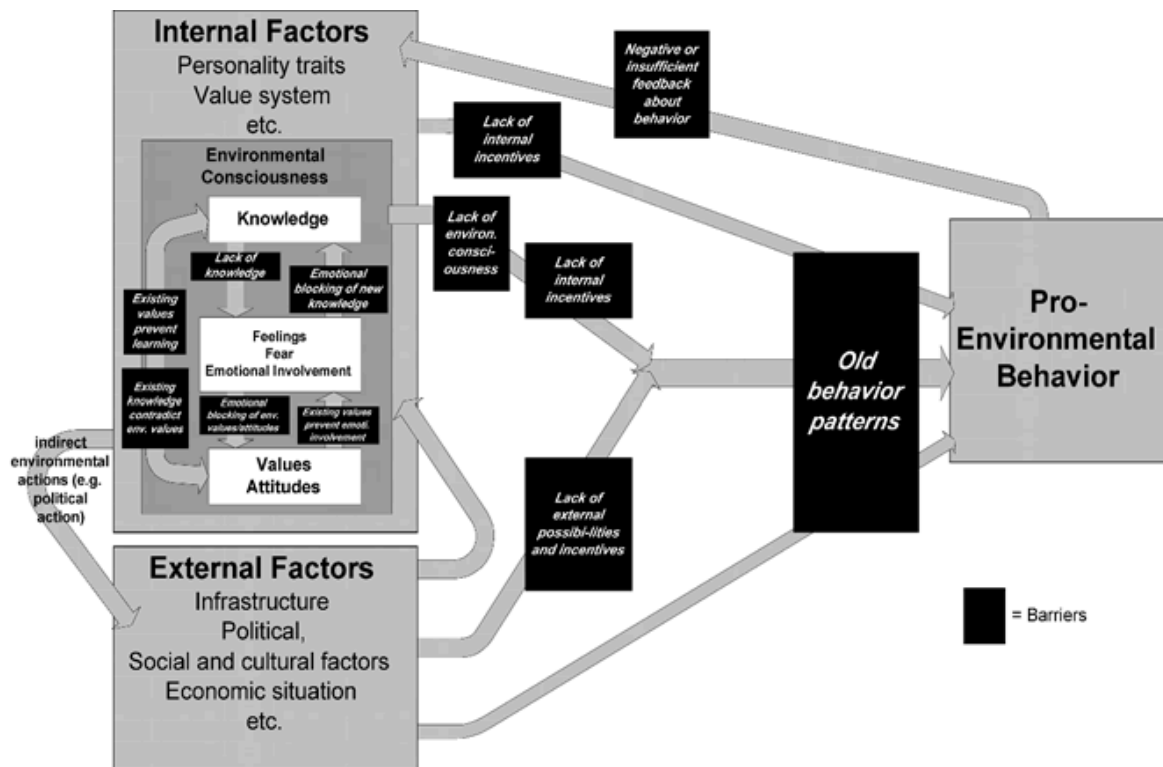 Internal Factors
Personality traits
Value system
etc.
Environmental
Consciousness
Knowledge
Lack of
knowledge
Emotional
blocking of new
knowledge
Existing
values
prevent
learning
Feelings
Fear
Emotional Involvement
Existing
knowledge
contradict
env. values
Emotional
blocking of env.
values/attitudes
Existing values
prevent emoti.
involvement
Values
Attitudes
indirect
environmental
actions (e.g.
political
action)
External Factors
Infrastructure
Political,
Social and cultural factors
Economic situation
etc.
Negative or
insufficient
feedback
about
behavior
Lack of
internal
incentives
Lack of
environ.
consci-
ousness
Lack of
internal
incentives
Lack of
external
possibi-lities
and incentives
Old
behavior
patterns
Pro-
Environmental
Behavior
= Barriers